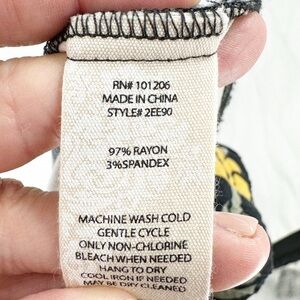 RN# 101206
MADE IN CHINA
STYLE# 2EE90
97% RAYON
3%SPANDEX
MACHINE WASH COLD
GENTLE CYCLE
ONLY NON-CHLORINE
BLEACH WHEN NEEDED
HANG TO DRY
COOL IRON IF NEEDED
MAY BE DRY CLEANED